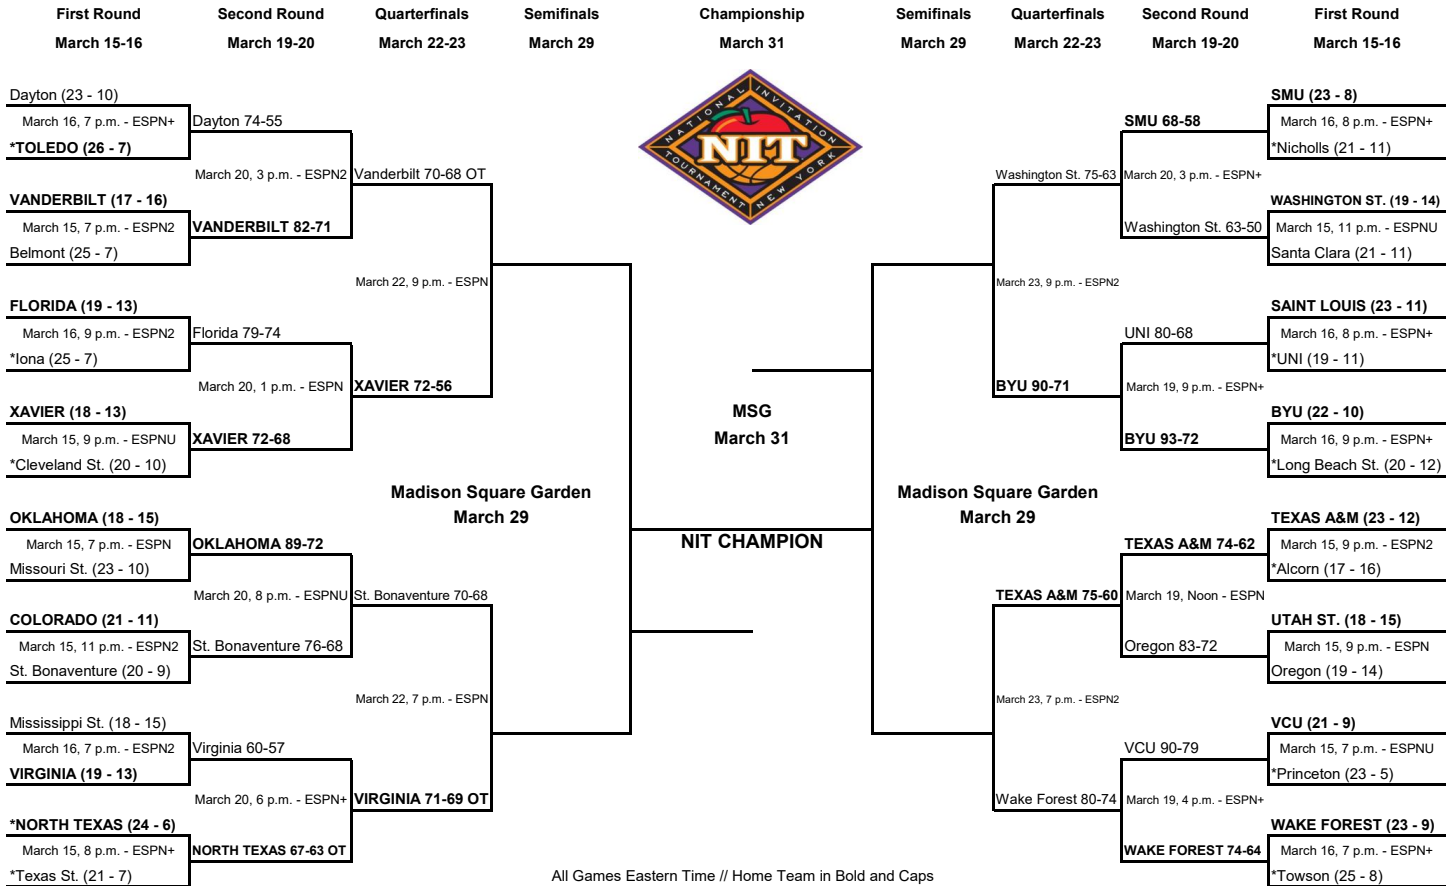 First Round Second Round Quarterfinals Semifinals Championship Semifinals Quarterfinals Second Round First Round
March 15-16 March 19-20 March 22-23 March 29 March 31 March 29 March 22-23 March 19-20 March 15-16
Dayton (23 - 10)
March 16, 7 p.m. - ESPN+
*TOLEDO (26 - 7)
VANDERBILT (17 - 16)
March 15, 7 p.m. - ESPN2
Belmont (25 - 7)
FLORIDA (19 - 13)
March 16, 9 p.m. - ESPN2
*Iona (25 - 7)
XAVIER (18 - 13)
March 15, 9 p.m. - ESPNU
*Cleveland St. (20 - 10)
OKLAHOMA (18 - 15)
March 15, 7 p.m. - ESPN
Missouri St. (23 - 10)
COLORADO (21 - 11)
March 15, 11 p.m. - ESPN2
St. Bonaventure (20 - 9)
Mississippi St. (18 - 15)
March 16, 7 p.m. - ESPN2
VIRGINIA (19 - 13)
*NORTH TEXAS (24 - 6)
March 15, 8 p.m. - ESPN+
*Texas St. (21 - 7)
Dayton 74-55
March 20, 3 p.m. - ESPN2
VANDERBILT 82-71
Florida 79-74
March 20, 1 p.m. - ESPN
XAVIER 72-68
OKLAHOMA 89-72
March 20, 8 p.m. - ESPNU
St. Bonaventure 76-68
Virginia 60-57
March 20, 6 p.m. - ESPN+
NORTH TEXAS 67-63 OT
Vanderbilt 70-68 OT
March 22, 9 p.m. - ESPN
XAVIER 72-56
St. Bonaventure 70-68
March 22, 7 p.m. - ESPN
VIRGINIA 71-69 OT
Madison Square Garden
March 29
NATIONAL INVITATION
NIT
TOURNAMENT NEW YORK
MSG
March 31
NIT CHAMPION
Madison Square Garden
March 29
Washington St. 75-63
March 23, 9 p.m. - ESPN2
BYU 90-71
TEXAS A&M 75-60
March 23, 7 p.m. - ESPN2
Wake Forest 80-74
SMU 68-58
March 20, 3 p.m. - ESPN+
Washington St. 63-50
UNI 80-68
March 19, 9 p.m. - ESPN+
BYU 93-72
TEXAS A&M 74-62
March 19, Noon - ESPN
Oregon 83-72
VCU 90-79
March 19, 4 p.m. - ESPN+
WAKE FOREST 74-64
SMU (23 - 8)
March 16, 8 p.m. - ESPN+
*Nicholls (21 - 11)
WASHINGTON ST. (19 - 14)
March 15, 11 p.m. - ESPNU
Santa Clara (21 - 11)
SAINT LOUIS (23 - 11)
March 16, 8 p.m. - ESPN+
*UNI (19 - 11)
BYU (22 - 10)
March 16, 9 p.m. - ESPN+
*Long Beach St. (20 - 12)
TEXAS A&M (23 - 12)
March 15, 9 p.m. - ESPN2
*Alcorn (17 - 16)
UTAH ST. (18 - 15)
March 15, 9 p.m. - ESPN
Oregon (19 - 14)
VCU (21 - 9)
March 15, 7 p.m. - ESPNU
*Princeton (23 - 5)
WAKE FOREST (23 - 9)
March 16, 7 p.m. - ESPN+
*Towson (25 - 8)
All Games Eastern Time // Home Team in Bold and Caps